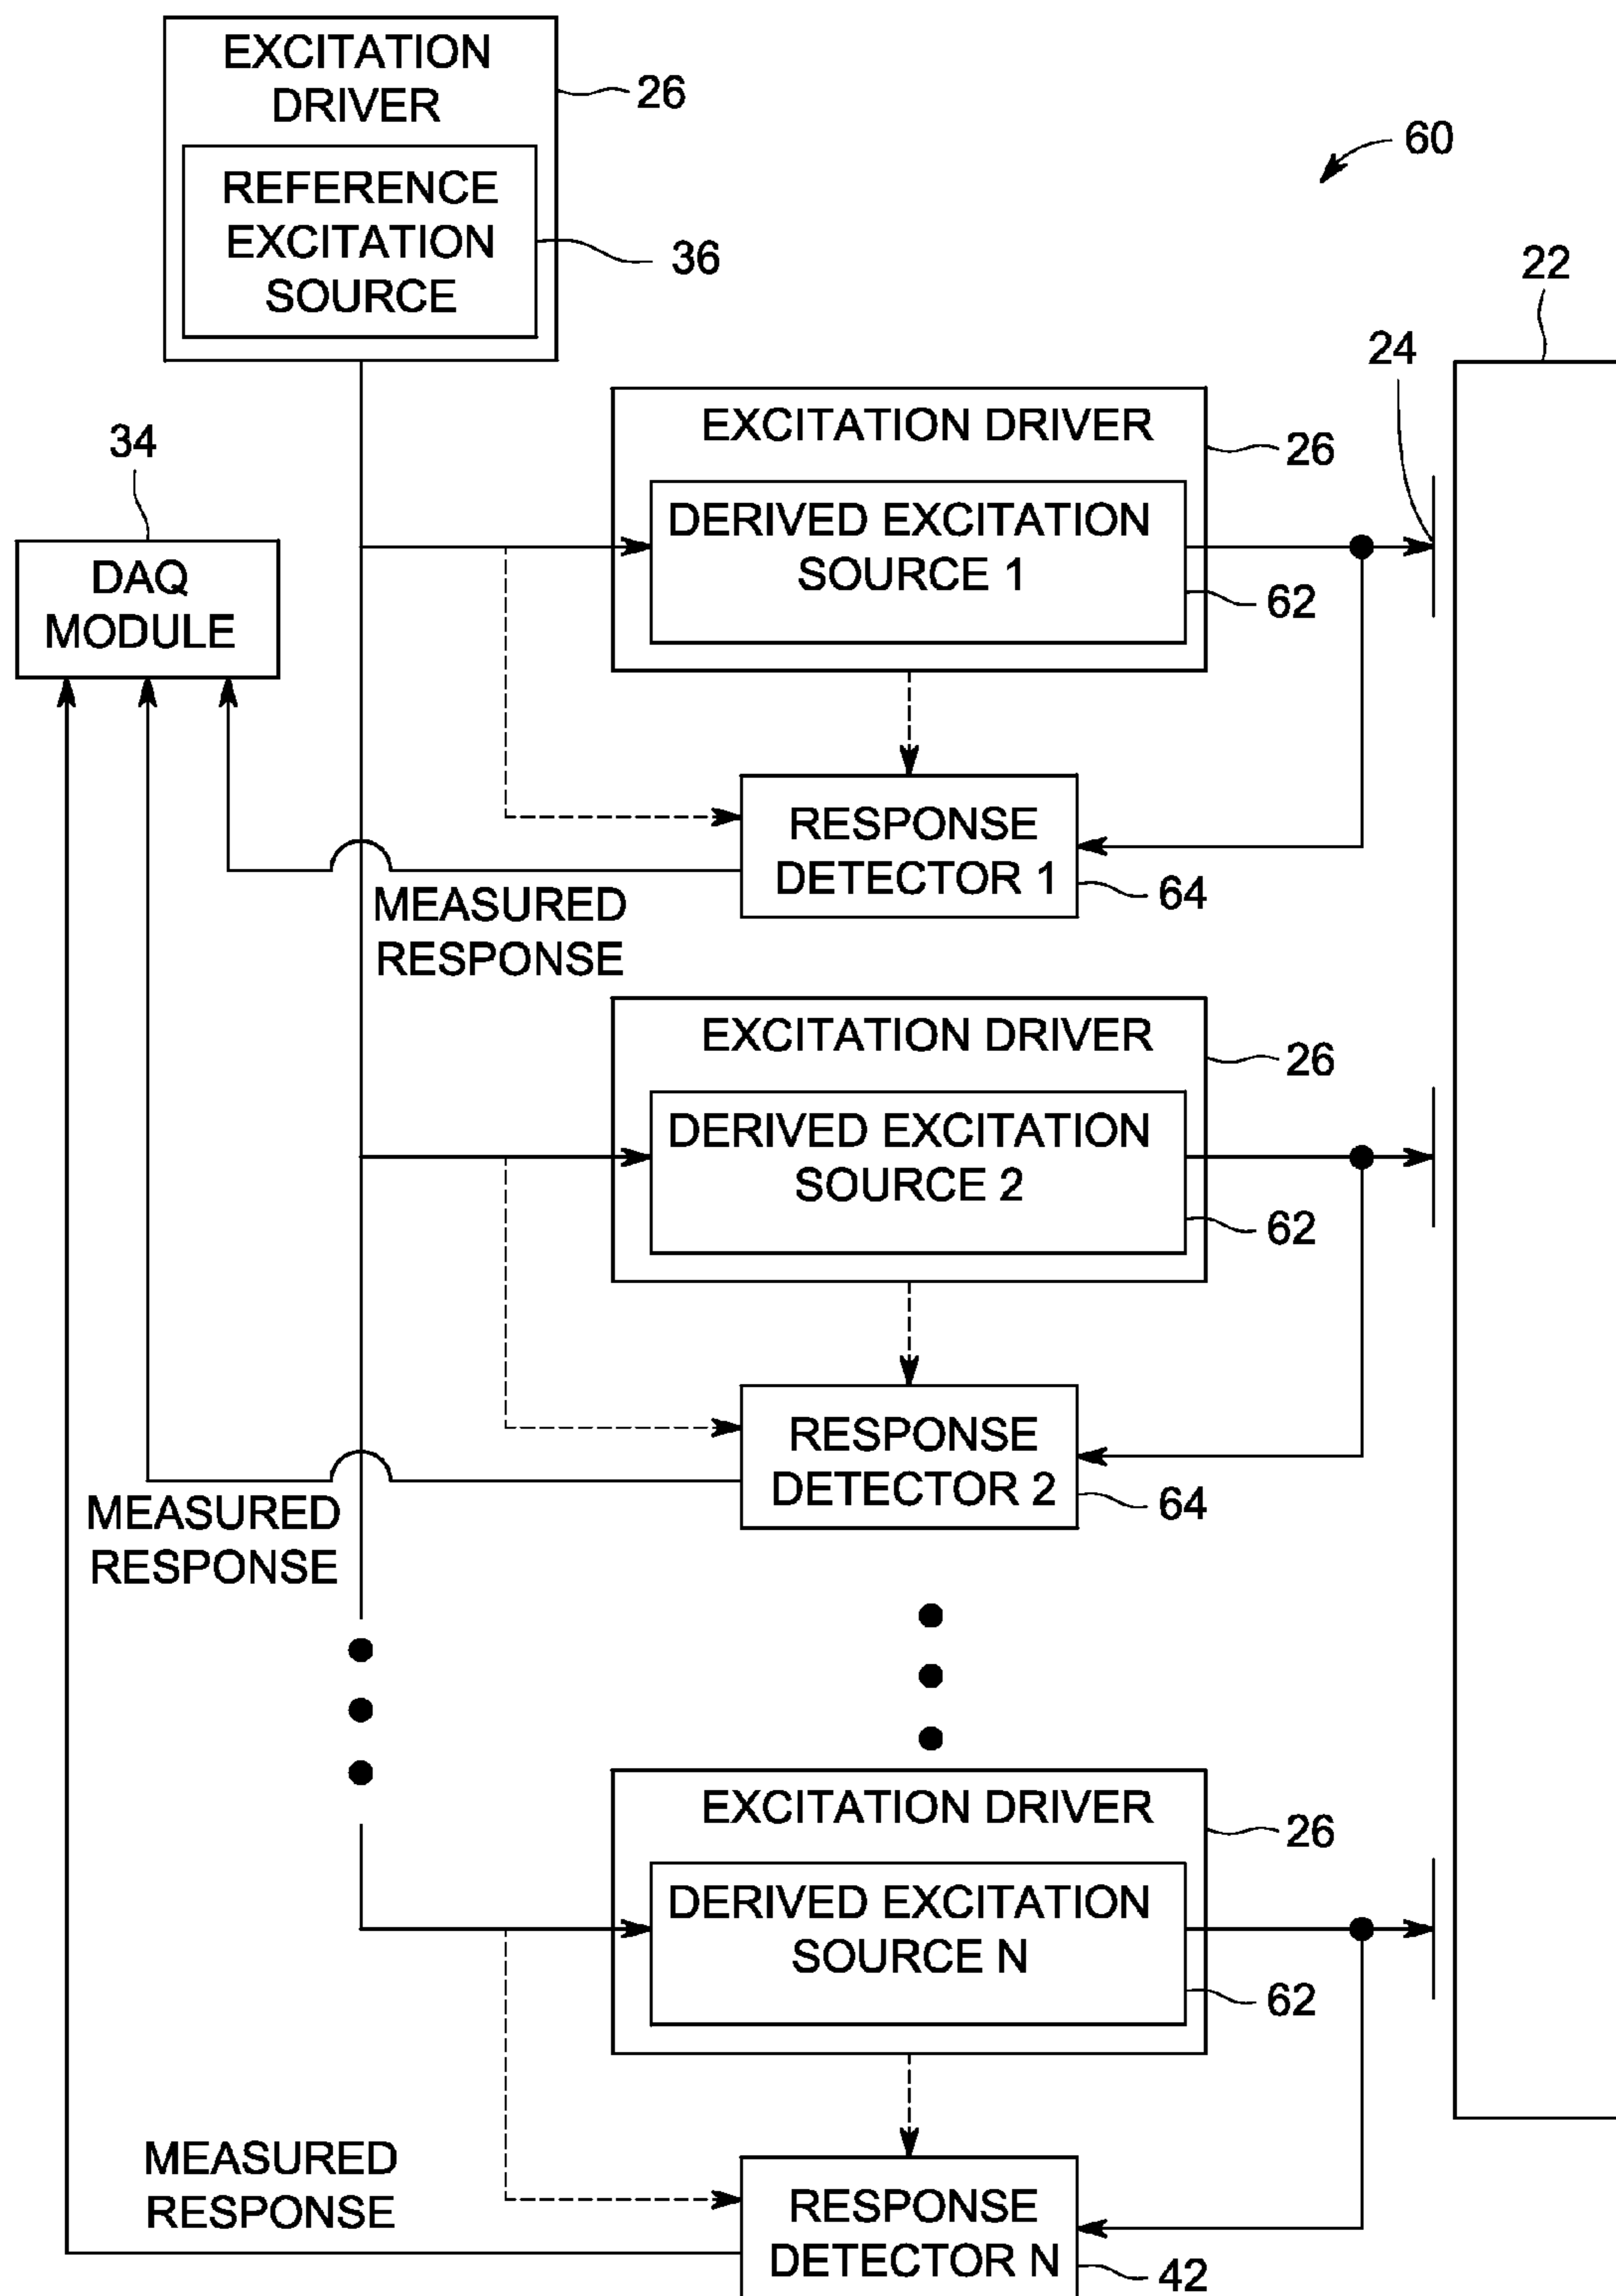 EXCITATION
DRIVER
26
REFERENCE
EXCITATION
SOURCE
36
60
22
24
34
DAQ
MODULE
EXCITATION DRIVER
26
DERIVED EXCITATION
SOURCE 1
62
RESPONSE
DETECTOR 1
64
MEASURED
RESPONSE
EXCITATION DRIVER
26
DERIVED EXCITATION
SOURCE 2
62
RESPONSE
DETECTOR 2
64
MEASURED
RESPONSE
EXCITATION DRIVER
26
DERIVED EXCITATION
SOURCE N
62
MEASURED
RESPONSE
RESPONSE
DETECTOR N
42